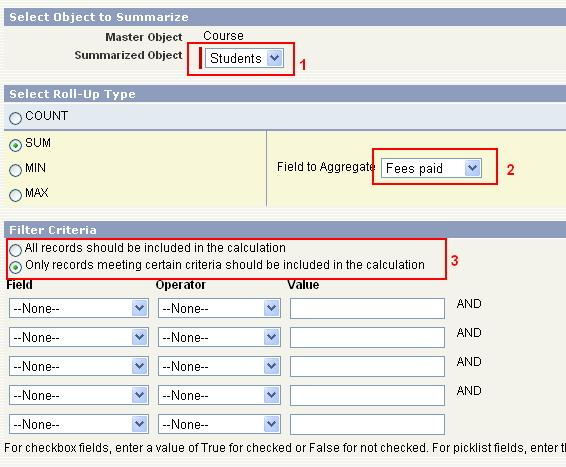 Select Object to Summarize
Master Object Course
Summarized Object Students 1
Select Roll-Up Type
COUNT
SUM
MIN
MAX
Field to Aggregate Fees paid 2
Filter Criteria
All records should be included in the calculation
Only records meeting certain criteria should be included in the calculation 3
Field Operator Value
--None-- --None-- AND
--None-- --None-- AND
--None-- --None-- AND
--None-- --None-- AND
--None-- --None--
For checkbox fields, enter a value of True for checked or False for not checked. For picklist fields, enter